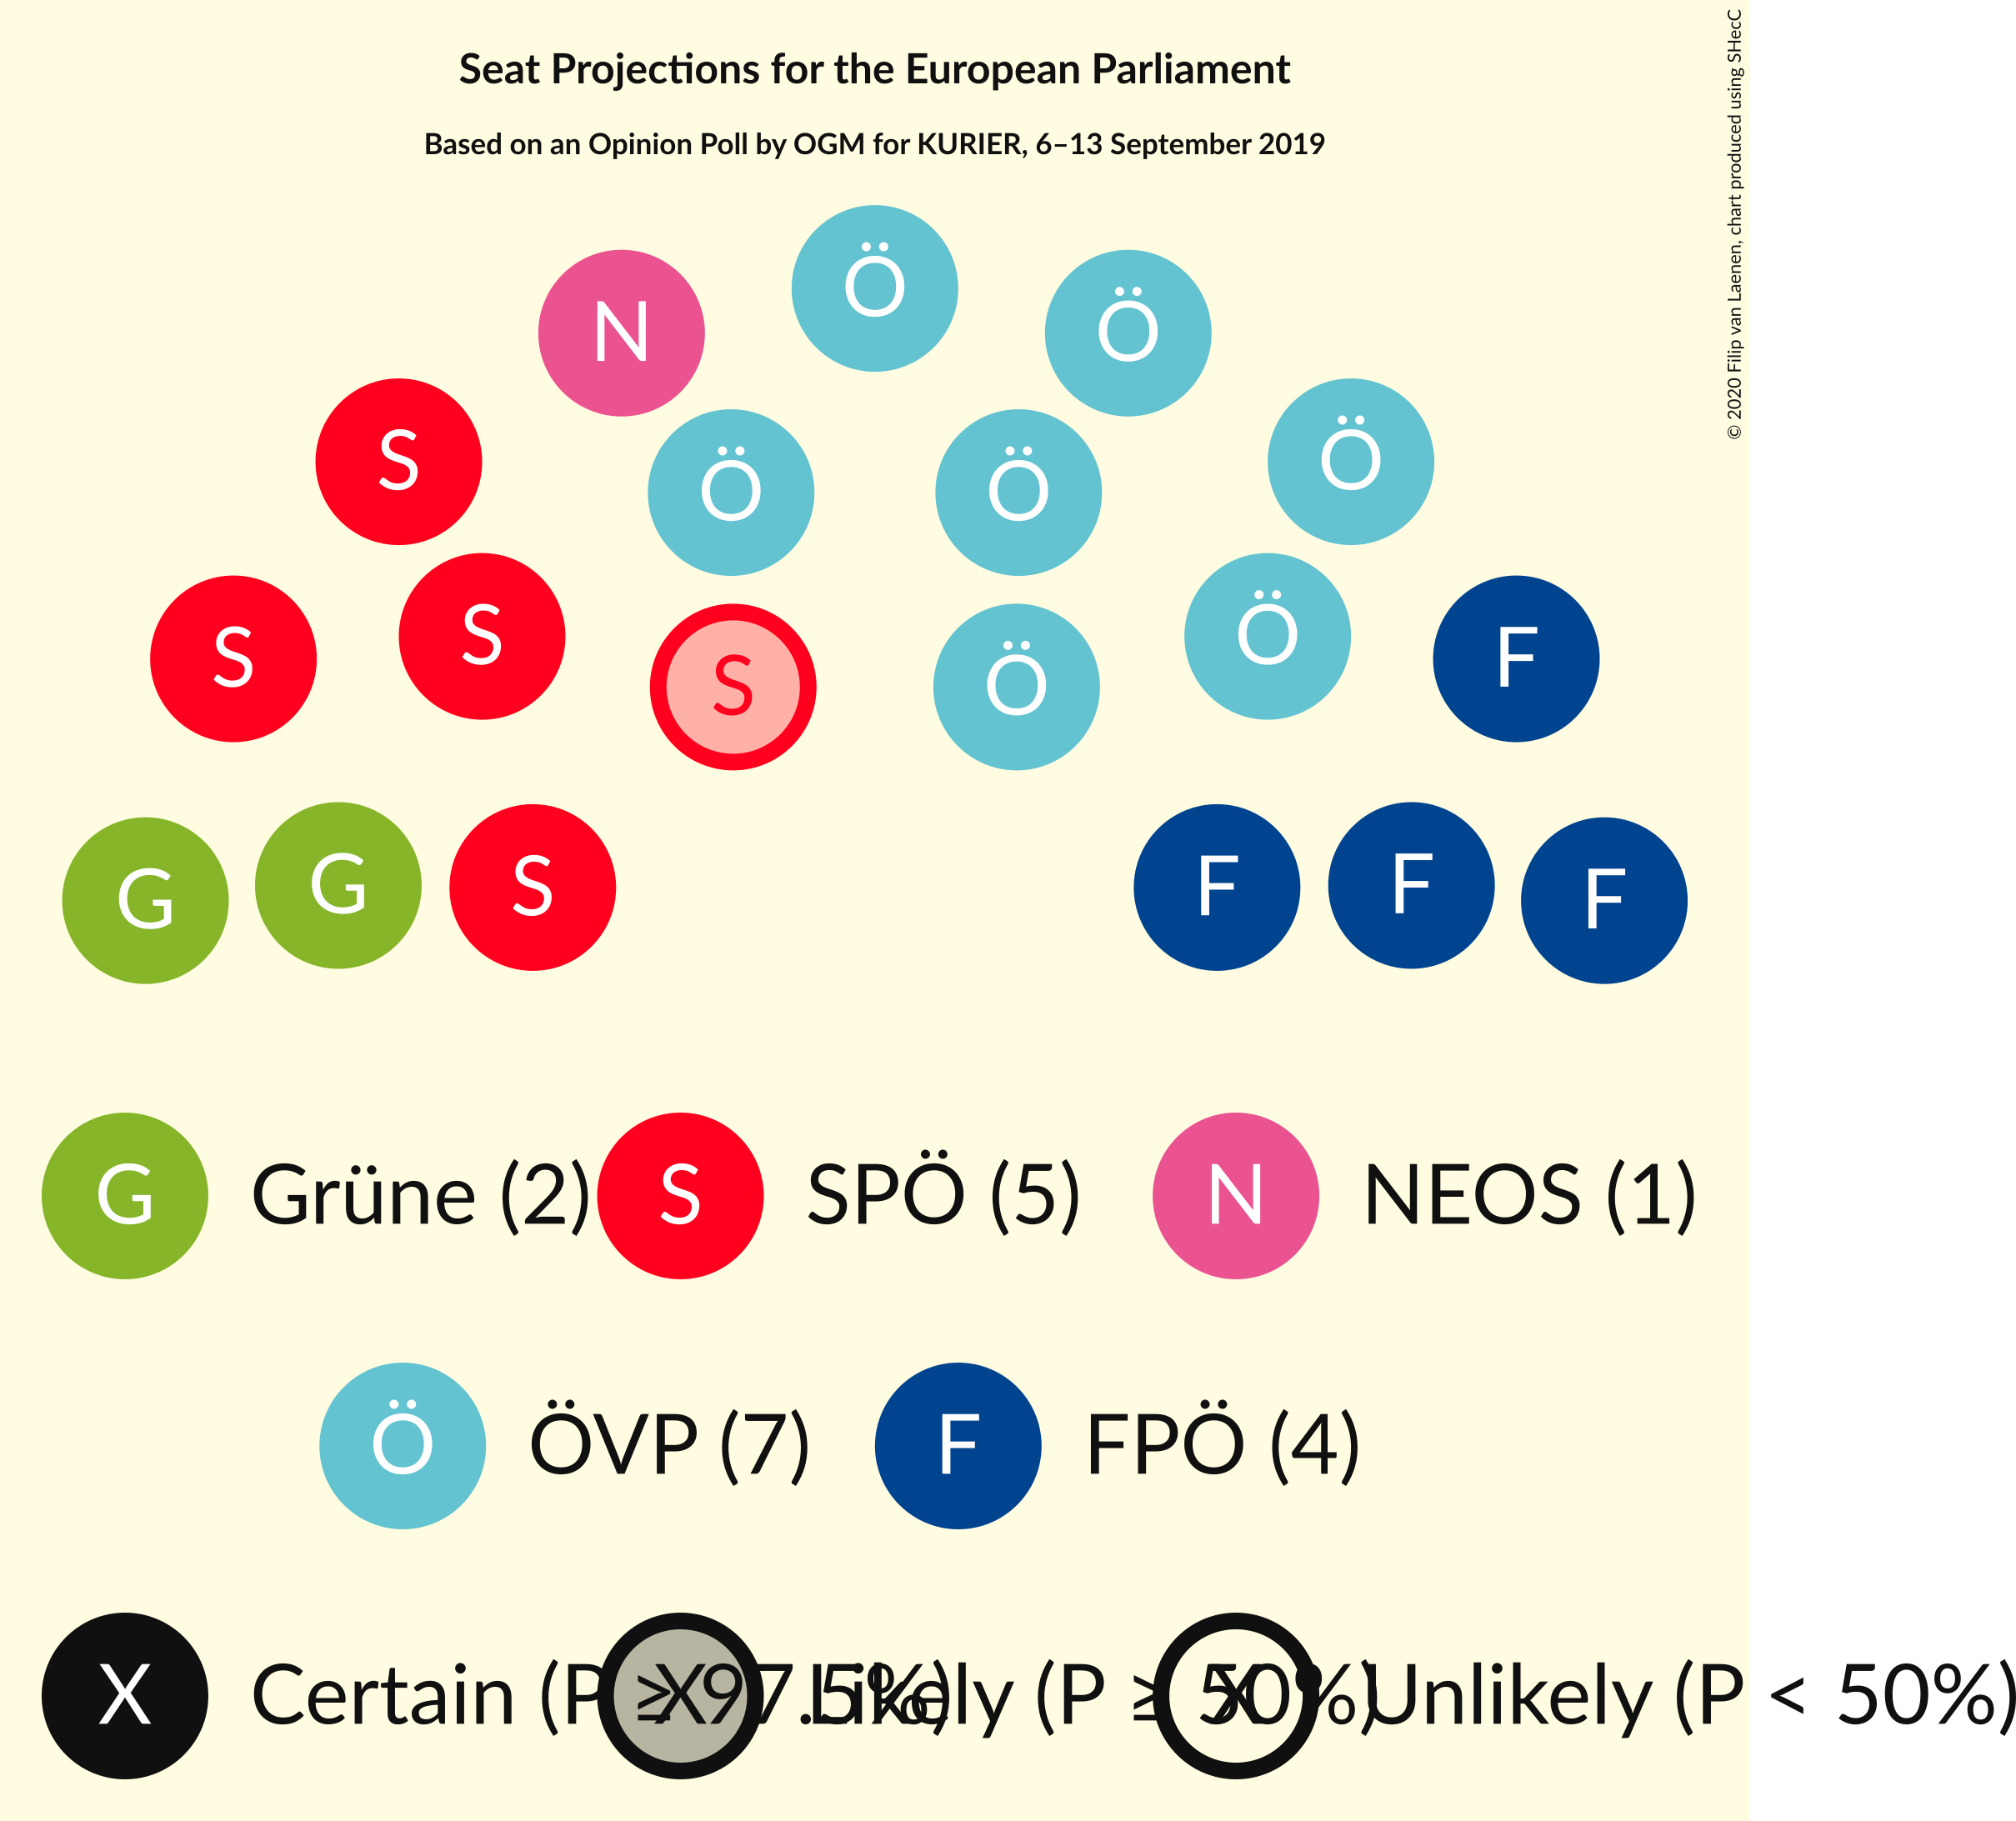 Seat Projections for the European Parliament
Based on an Opinion Poll by OGM for KURIER, 6–13 September 2019
© 2020 Filip van Laenen, chart produced using SHecC
Ö
N Ö
S Ö
Ö Ö
S S Ö F
S Ö
G G S F F F
G Grüne (2) S SPÖ (5) N NEOS (1)
Ö ÖVP (7) F FPÖ (4)
X Certain (P ≥ 97.5%) X Likely (P ≥ 50%) X Unlikely (P < 50%)